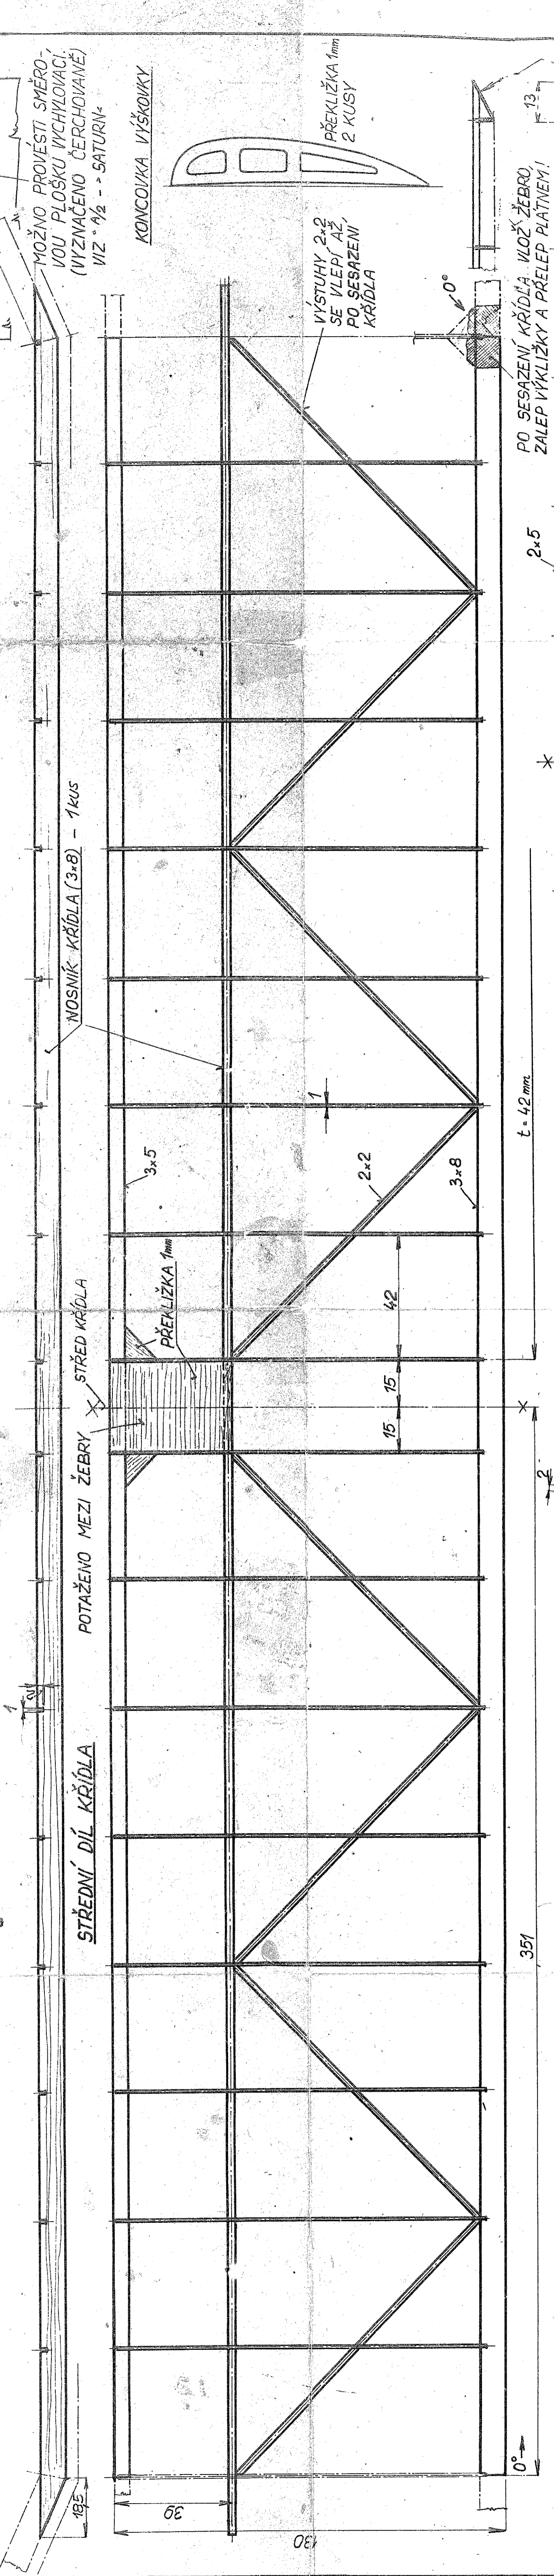 MOŽNO PROVÉSTI SMĚRO-
VOU PLOŠKU VYCHYLOVACÍ.
(VYZNAČENO ČERCHOVANĚ)
VIZ
SATURN
KONCOVKA VÝŠKOVKY
PŘEKLIŽKA 1mm
2 KUSY
VÝSTUHY 2×2
SE VLEPÍ AŽ
PO SESAZENÍ
KŘÍDLA
13
0°
PO SESAZENÍ KŘÍDLA VLOŽ ŽEBRO,
ZALEP VÝKLIŽKY A PŘELEP PLÁTNEM!
2×5
NOSNÍK KŘÍDLA (3×8) – 1 KUS
3×5
1
2×2
3×8
t = 42 mm
STŘED KŘÍDLA
PŘEKLIŽKA 1mm
POTAŽENO MEZI ŽEBRY
42
15
15
2
1
2
STŘEDNÍ DÍL KŘÍDLA
351
18,5
39
130
0°